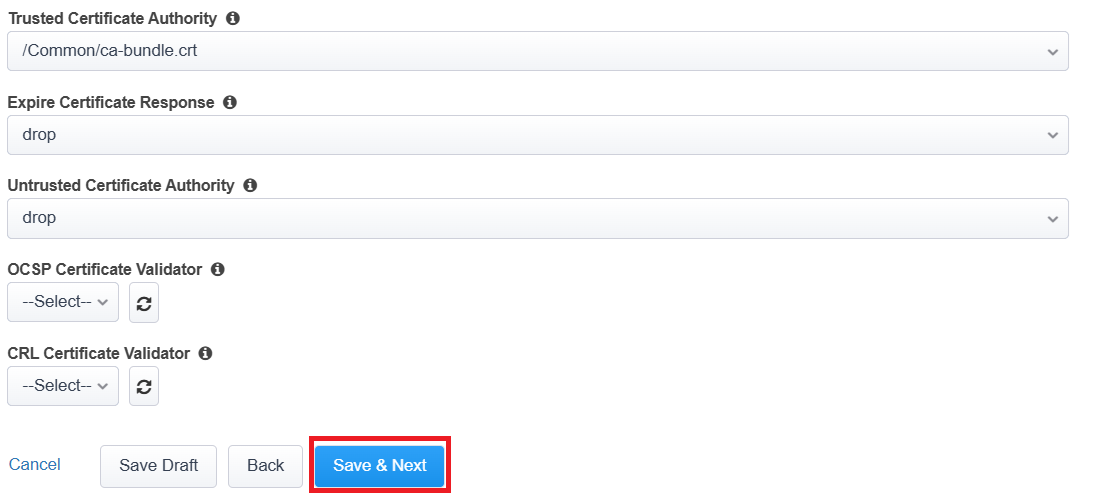 Trusted Certificate Authority
/Common/ca-bundle.crt
Expire Certificate Response
drop
Untrusted Certificate Authority
drop
OCSP Certificate Validator
--Select--
CRL Certificate Validator
--Select--
Cancel Save Draft Back Save & Next